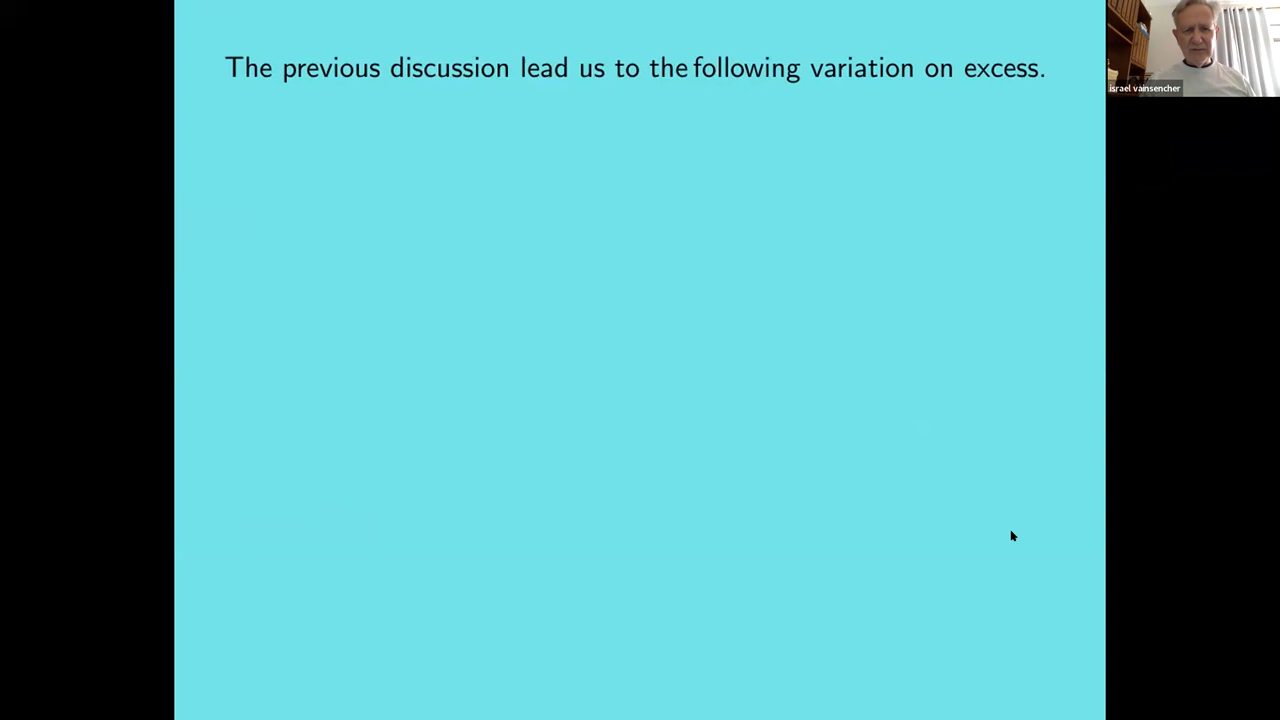 The previous discussion lead us to the following variation on excess.
israel vainsencher